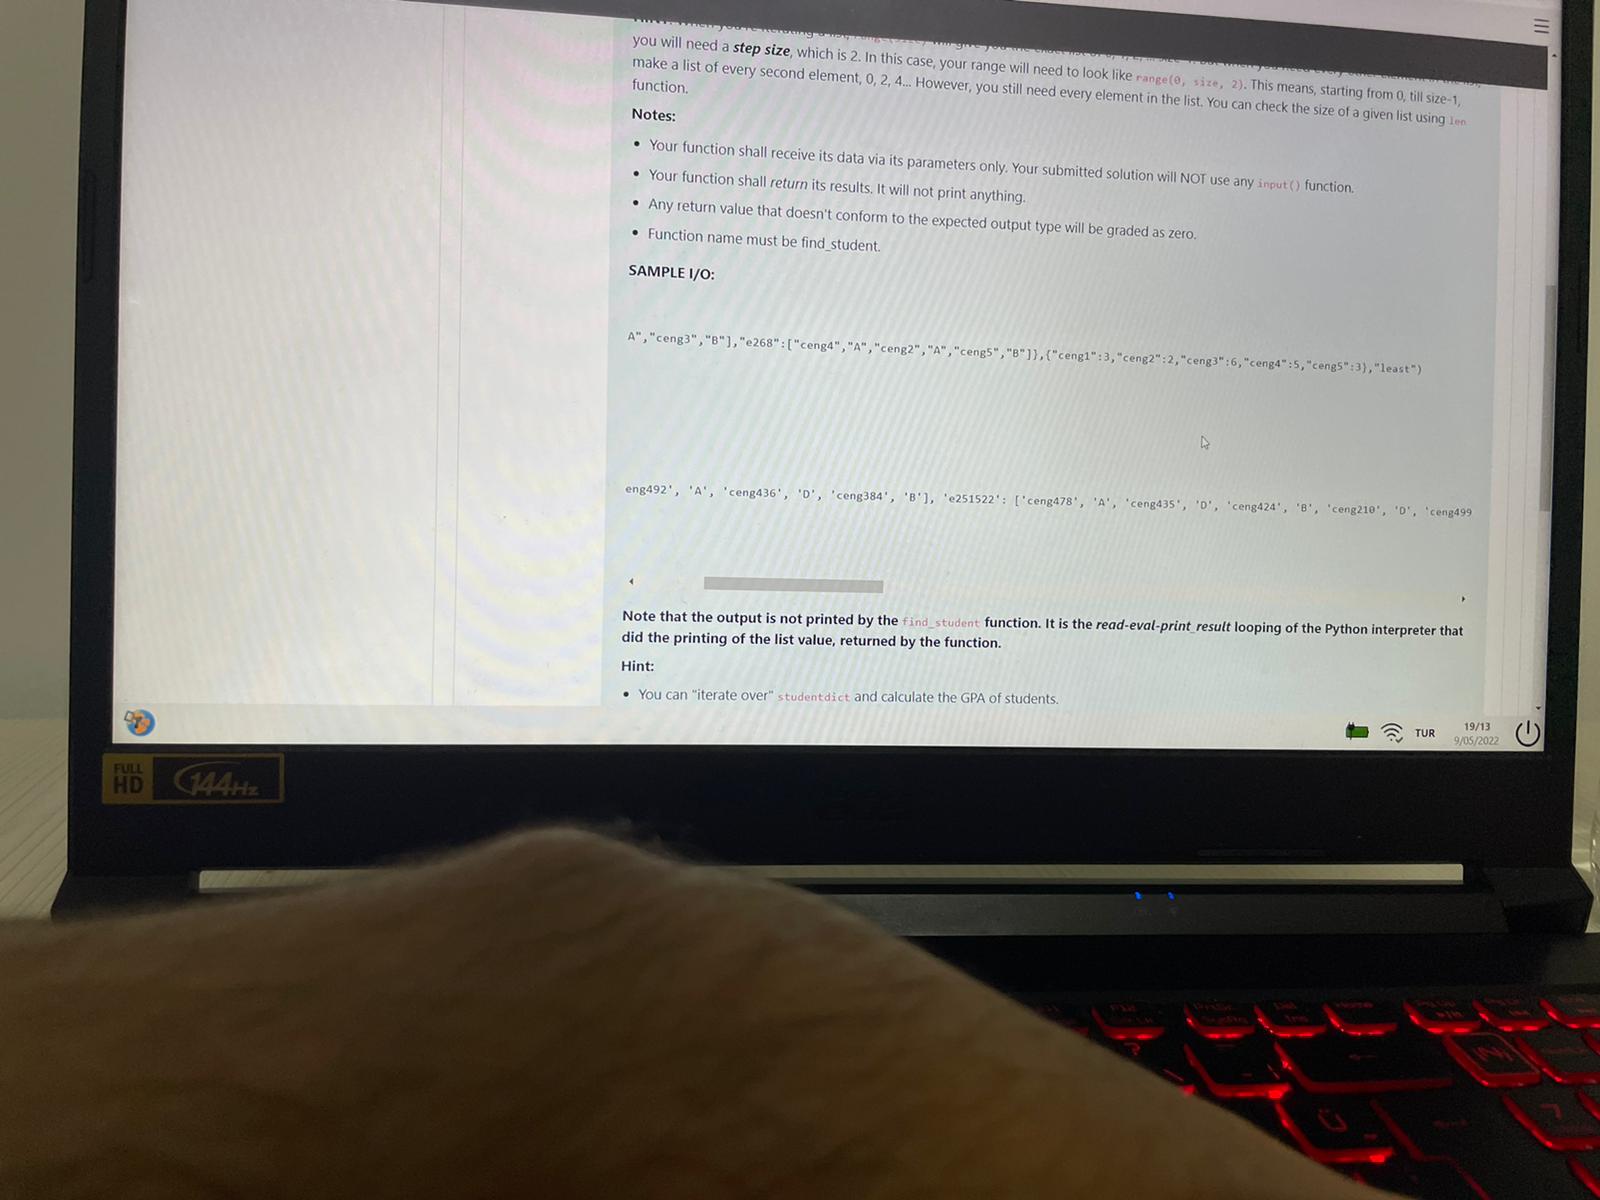 you will need a step size, which is 2. In this case, your range will need to look like range(0, size, 2). This means, starting from 0, till size-1,
make a list of every second element, 0, 2, 4... However, you still need every element in the list. You can check the size of a given list using len
function.
Notes:
• Your function shall receive its data via its parameters only. Your submitted solution will NOT use any input() function.
• Your function shall return its results. It will not print anything.
• Any return value that doesn't conform to the expected output type will be graded as zero.
• Function name must be find_student.
SAMPLE I/O:
A","ceng3","B"],"e268":["ceng4","A","ceng2","A","ceng5","B"]},{"ceng1":3,"ceng2":2,"ceng3":6,"ceng4":5,"ceng5":3},"least")
eng492', 'A', 'ceng436', 'D', 'ceng384', 'B'], 'e251522': ['ceng478', 'A', 'ceng435', 'D', 'ceng424', 'B', 'ceng210', 'D', 'ceng499
Note that the output is not printed by the find_student function. It is the read-eval-print_result looping of the Python interpreter that
did the printing of the list value, returned by the function.
Hint:
• You can "iterate over" studentdict and calculate the GPA of students.
TUR
19/13
9/05/2022
FULL
HD
144Hz
Ü